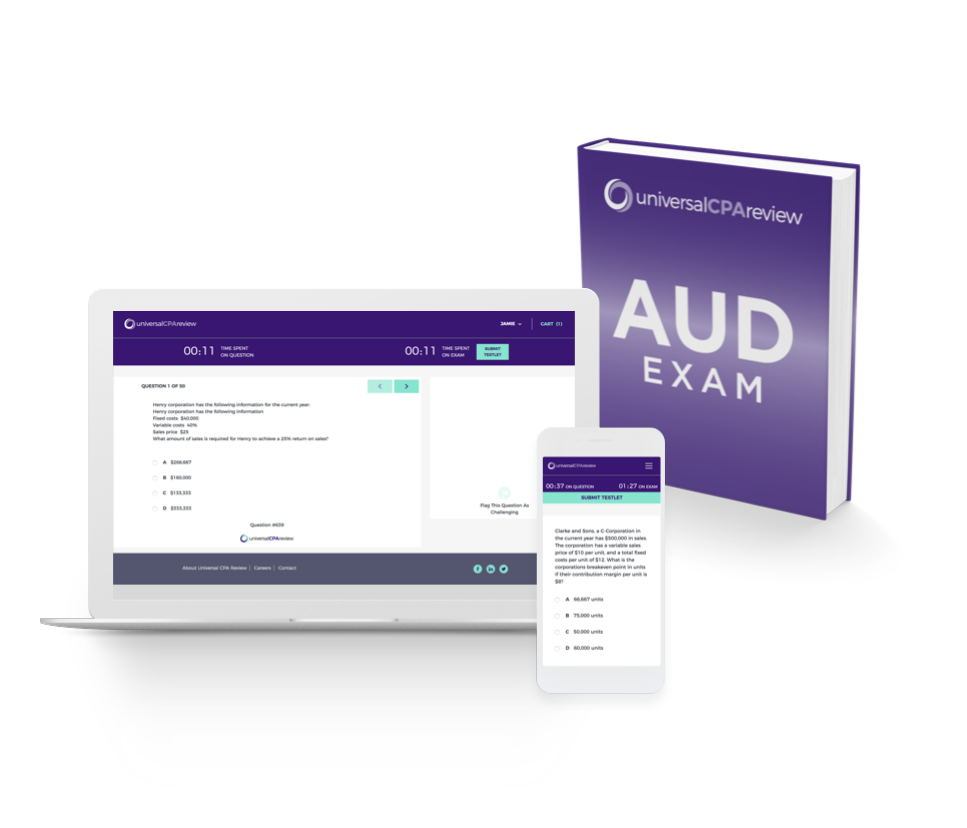 universalCPAreview
AUD
EXAM
universalCPAreview
JAMIE
CART (1)
00:11 TIME SPENT
ON QUESTION
00:11 TIME SPENT
ON EXAM
SUBMIT
TESTLET
QUESTION 1 OF 50
Henry corporation has the following information for the current year:
Henry corporation has the following information
Fixed costs $40,000
Variable costs 40%
Sales price $25
What amount of sales is required for Henry to achieve a 25% return on sales?
A $266,667
B $160,000
C $133,333
D $333,333
Question #659
universalCPAreview
Flag This Question As
Challenging
About Universal CPA Review | Careers | Contact
universalCPAreview
00:37 ON QUESTION
01:27 ON EXAM
SUBMIT TESTLET
Clarke and Sons, a C-Corporation in
the current year has $500,000 in sales.
The corporation has a variable sales
price of $10 per unit, and a total fixed
costs per unit of $12. What is the
corporations breakeven point in units
if their contribution margin per unit is
$8?
A 66,667 units
B 75,000 units
C 50,000 units
D 60,000 units